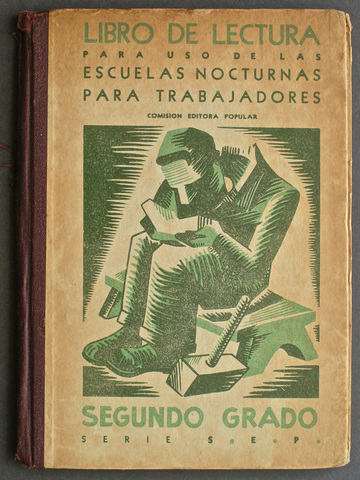 LIBRO DE LECTURA
PARA USO DE LAS
ESCUELAS NOCTURNAS
PARA TRABAJADORES
COMISION EDITORA POPULAR
SEGUNDO GRADO
SERIE S. E. P.